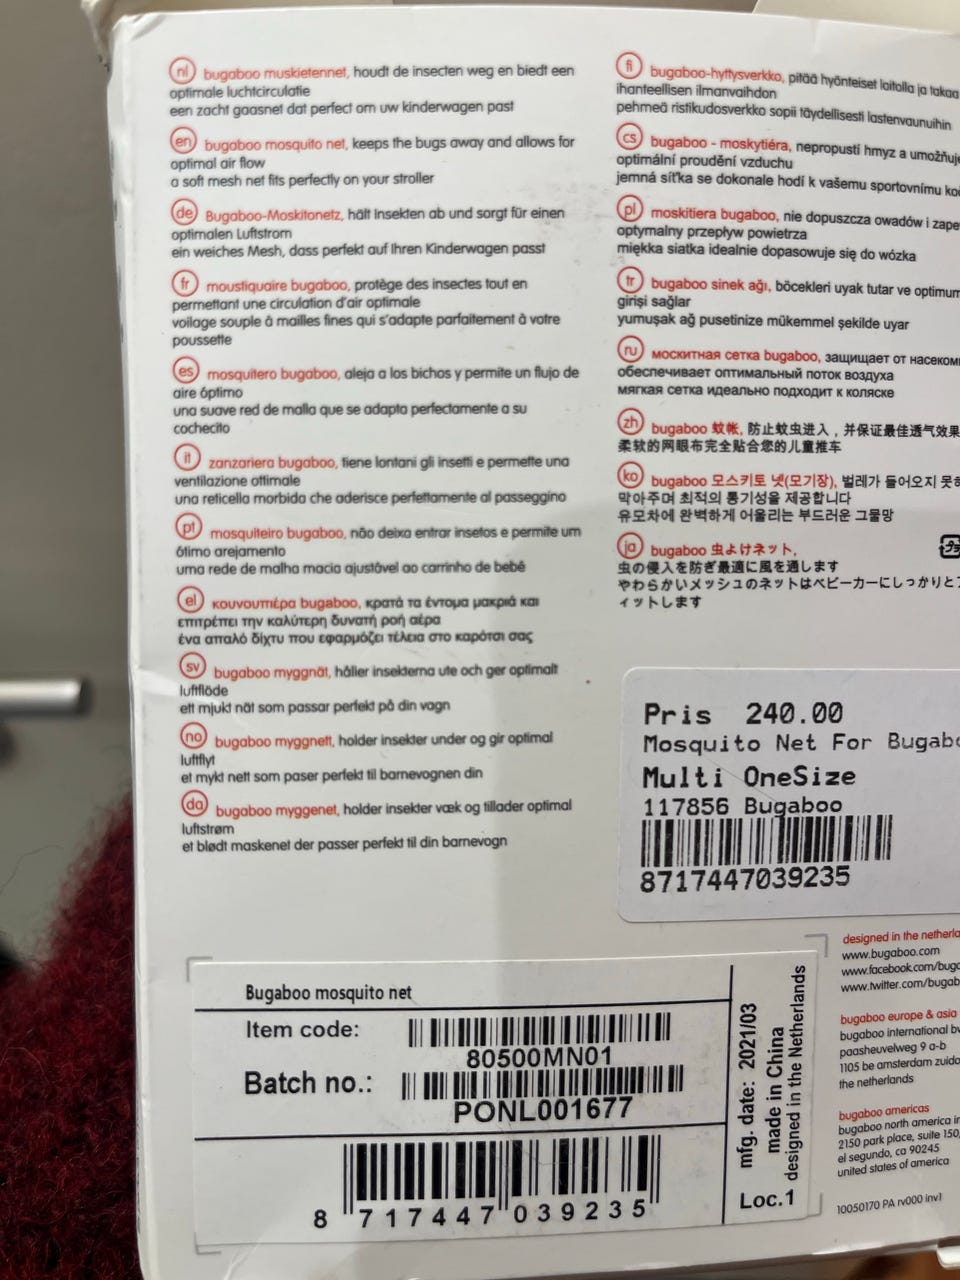 nl bugaboo muskietennet, houdt de insecten weg en biedt een
optimale luchtcirculatie
een zacht gaasnet dat perfect om uw kinderwagen past
en bugaboo mosquito net, keeps the bugs away and allows for
optimal air flow
a soft mesh net fits perfectly on your stroller
de Bugaboo-Moskitonetz, hält Insekten ab und sorgt für einen
optimalen Luftstrom
ein weiches Mesh, dass perfekt auf Ihren Kinderwagen passt
fr moustiquaire bugaboo, protège des insectes tout en
permettant une circulation d'air optimale
voilage souple à mailles fines qui s'adapte parfaitement à votre
poussette
es mosquitero bugaboo, aleja a los bichos y permite un flujo de
aire óptimo
una suave red de malla que se adapta perfectamente a su
cochecito
it zanzariera bugaboo, tiene lontani gli insetti e permette una
ventilazione ottimale
una reticella morbida che aderisce perfettamente al passeggino
pt mosquiteiro bugaboo, não deixa entrar insetos e permite um
ótimo arejamento
uma rede de malha macia ajustável ao carrinho de bebê
el κουνουπιέρα bugaboo, κρατά τα έντομα μακριά και
επιτρέπει την καλύτερη δυνατή ροή αέρα
ένα απαλό δίχτυ που εφαρμόζει τέλεια στο καρότσι σας
sv bugaboo myggnät, håller insekterna ute och ger optimalt
luftflöde
ett mjukt nät som passar perfekt på din vagn
no bugaboo myggnett, holder insekter under og gir optimal
luftflyt
et mykt nett som paser perfekt til barnevognen din
da bugaboo myggenet, holder insekter væk og tillader optimal
luftstrøm
et blødt maskenet der passer perfekt til din barnevogn
fi bugaboo-hyttysverkko, pitää hyönteiset loitolla ja takaa
ihanteellisen ilmanvaihdon
pehmeä ristikudosverkko sopii täydellisesti lastenvaunuihin
cs bugaboo - moskytiéra, nepropustí hmyz a umožňuje
optimální proudění vzduchu
jemná síťka se dokonale hodí k vašemu sportovnímu
pl moskitiera bugaboo, nie dopuszcza owadów i
optymalny przepływ powietrza
miękka siatka idealnie dopasowuje się do wózka
tr bugaboo sinek ağı, böcekleri uyak tutar ve optimum
girişi sağlar
yumuşak ağ pusetinize mükemmel şekilde uyar
ru москитная сетка bugaboo, защищает от
обеспечивает оптимальный поток воздуха
мягкая сетка идеально подходит к коляске
zh bugaboo 蚊帐, 防止蚊虫进入，并保证最佳透气效果
柔软的网眼布完全贴合您的儿童推车
ko bugaboo 모스키토 넷(모기장), 벌레가 들어오지 못하
막아주며 최적의 통기성을 제공합니다
유모차에 완벽하게 어울리는 부드러운 그물망
ja bugaboo 虫よけネット,
虫の侵入を防ぎ最適に風を通します
やわらかいメッシュのネットはベビーカーにしっかりとフ
ィットします
Pris 240.00
Mosquito Net For
Multi OneSize
117856 Bugaboo
8717447039235
Bugaboo mosquito net
Item code:
80500MN01
Batch no.:
PONL001677
8 717447 039235
mfg. date: 2021/03
made in China
designed in the Netherlands
Loc.1
designed in the
www.bugaboo.com
www.facebook.com/
www.twitter.com/
bugaboo europe & asia
bugaboo international bv
paasheuvelweg 9 a-b
1105 be amsterdam
the netherlands
bugaboo americas
bugaboo north america
2150 park place, suite 150,
el segundo, ca 90245
united states of america
10050170 PA rv000 inv1